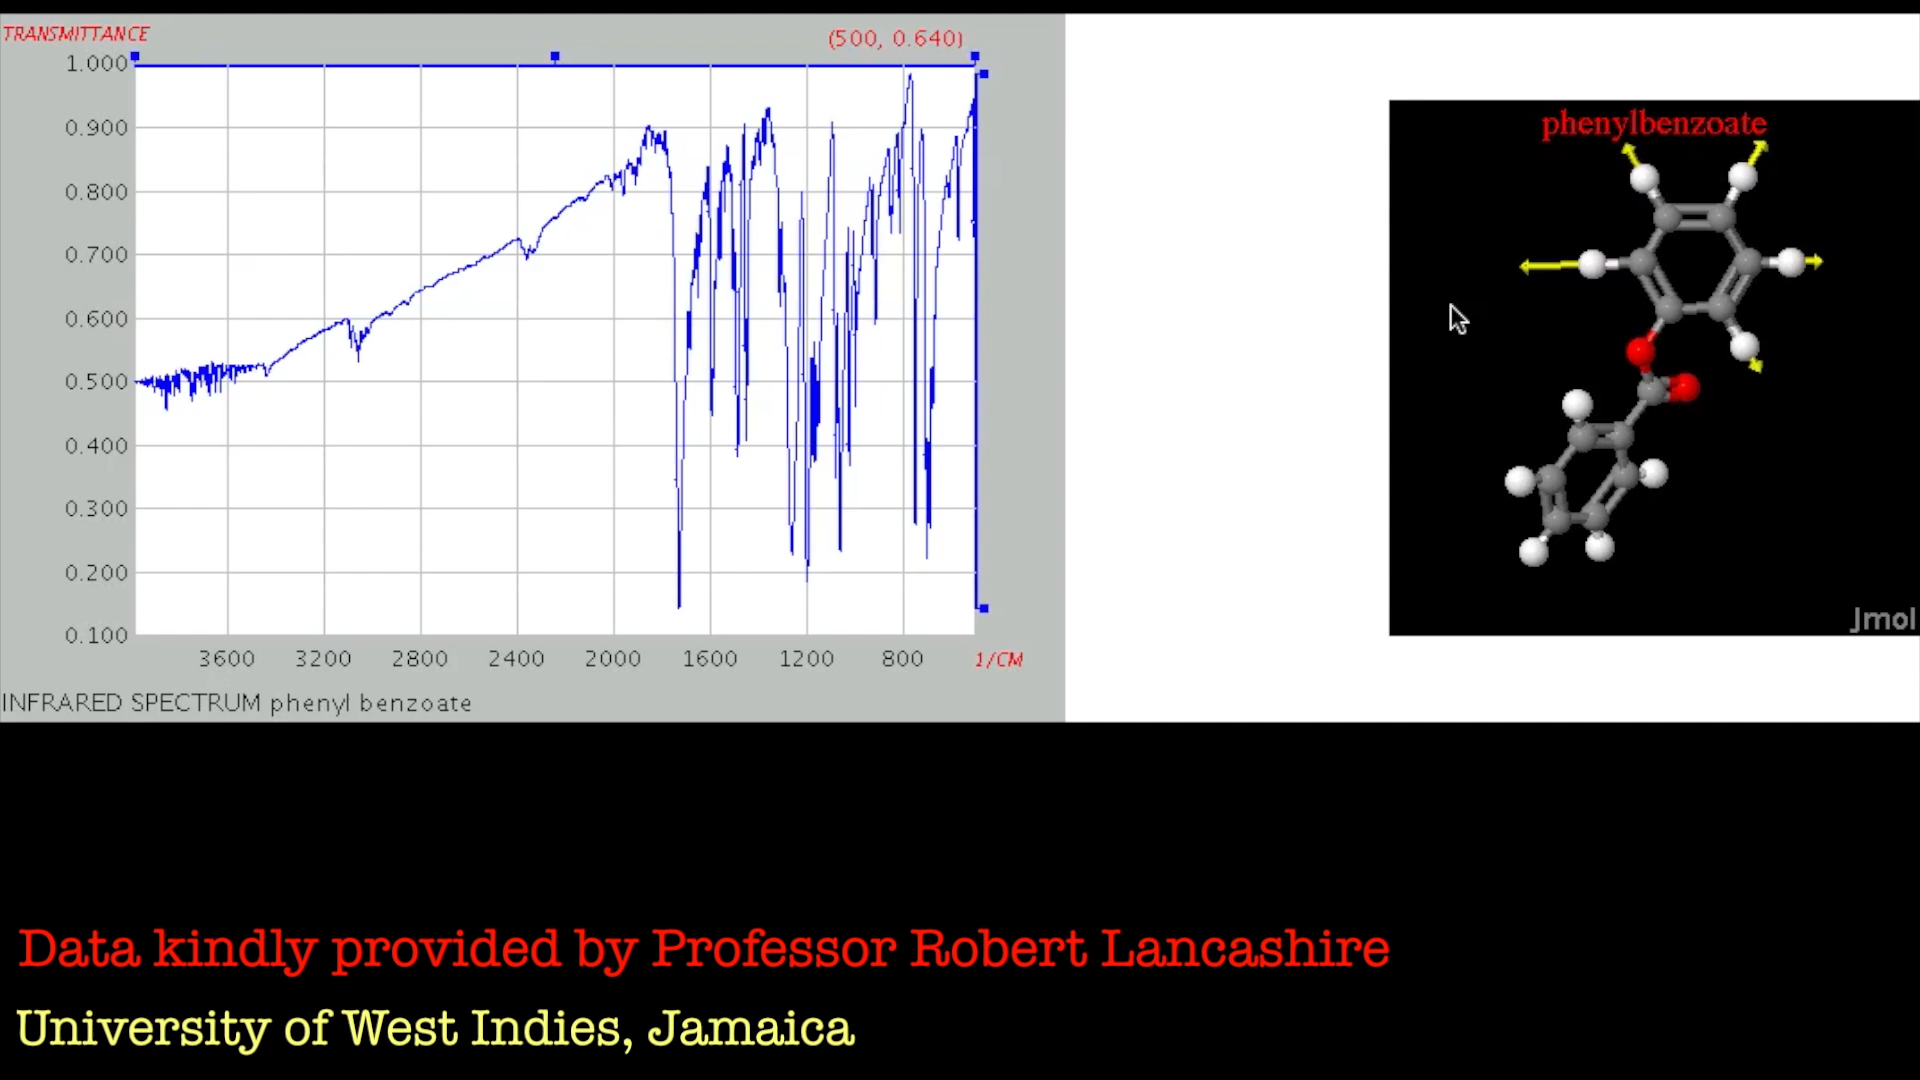 TRANSMITTANCE
(500, 0.640)
1.000
0.900
0.800
0.700
0.600
0.500
0.400
0.300
0.200
0.100
3600 3200 2800 2400 2000 1600 1200 800 1/CM
INFRARED SPECTRUM phenyl benzoate
phenylbenzoate
Jmol
Data kindly provided by Professor Robert Lancashire
University of West Indies, Jamaica